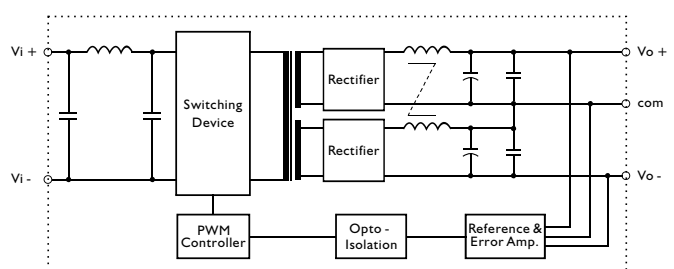 Vi +
Switching
Device
Rectifier
Rectifier
Vo +
com
Vo -
Vi -
PWM
Controller
Opto -
Isolation
Reference &
Error Amp.